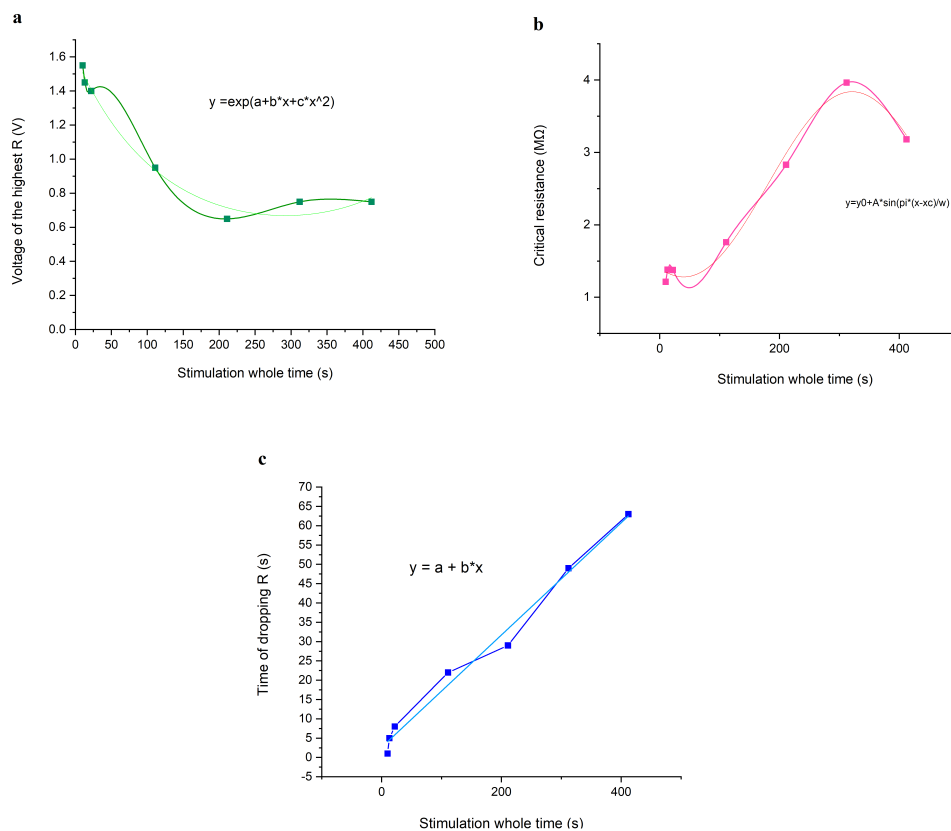 a
1.6
1.4
1.2
1.0
0.8
0.6
0.4
0.2
0.0
Voltage of the highest R (V)
y =exp(a+b*x+c*x^2)
0 50 100 150 200 250 300 350 400 450 500
Stimulation whole time (s)
b
4
3
2
1
Critical resistance (MΩ)
y=y0+A*sin(pi*(x-xc)/w)
0 200 400
Stimulation whole time (s)
c
70
65
60
55
50
45
40
35
30
25
20
15
10
5
0
-5
Time of dropping R (s)
y = a + b*x
0 200 400
Stimulation whole time (s)